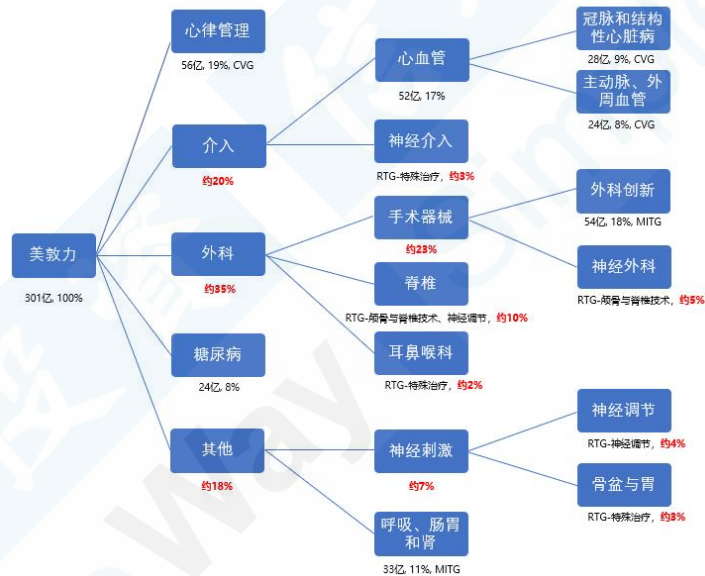 美敦力
301亿, 100%
心律管理
56亿, 19%, CVG
介入
约20%
外科
约35%
糖尿病
24亿, 8%
其他
约18%
心血管
52亿, 17%
神经介入
RTG-特殊治疗，约3%
手术器械
约23%
脊椎
RTG-颅骨与脊椎技术、神经调节，约10%
耳鼻喉科
RTG-特殊治疗，约2%
神经刺激
约7%
呼吸、肠胃
和肾
33亿, 11%, MITG
冠脉和结构
性心脏病
28亿, 9%, CVG
主动脉、外
周血管
24亿, 8%, CVG
外科创新
54亿, 18%, MITG
神经外科
RTG-颅骨与脊椎技术，约5%
神经调节
RTG-神经调节，约4%
骨盆与胃
RTG-特殊治疗，约3%